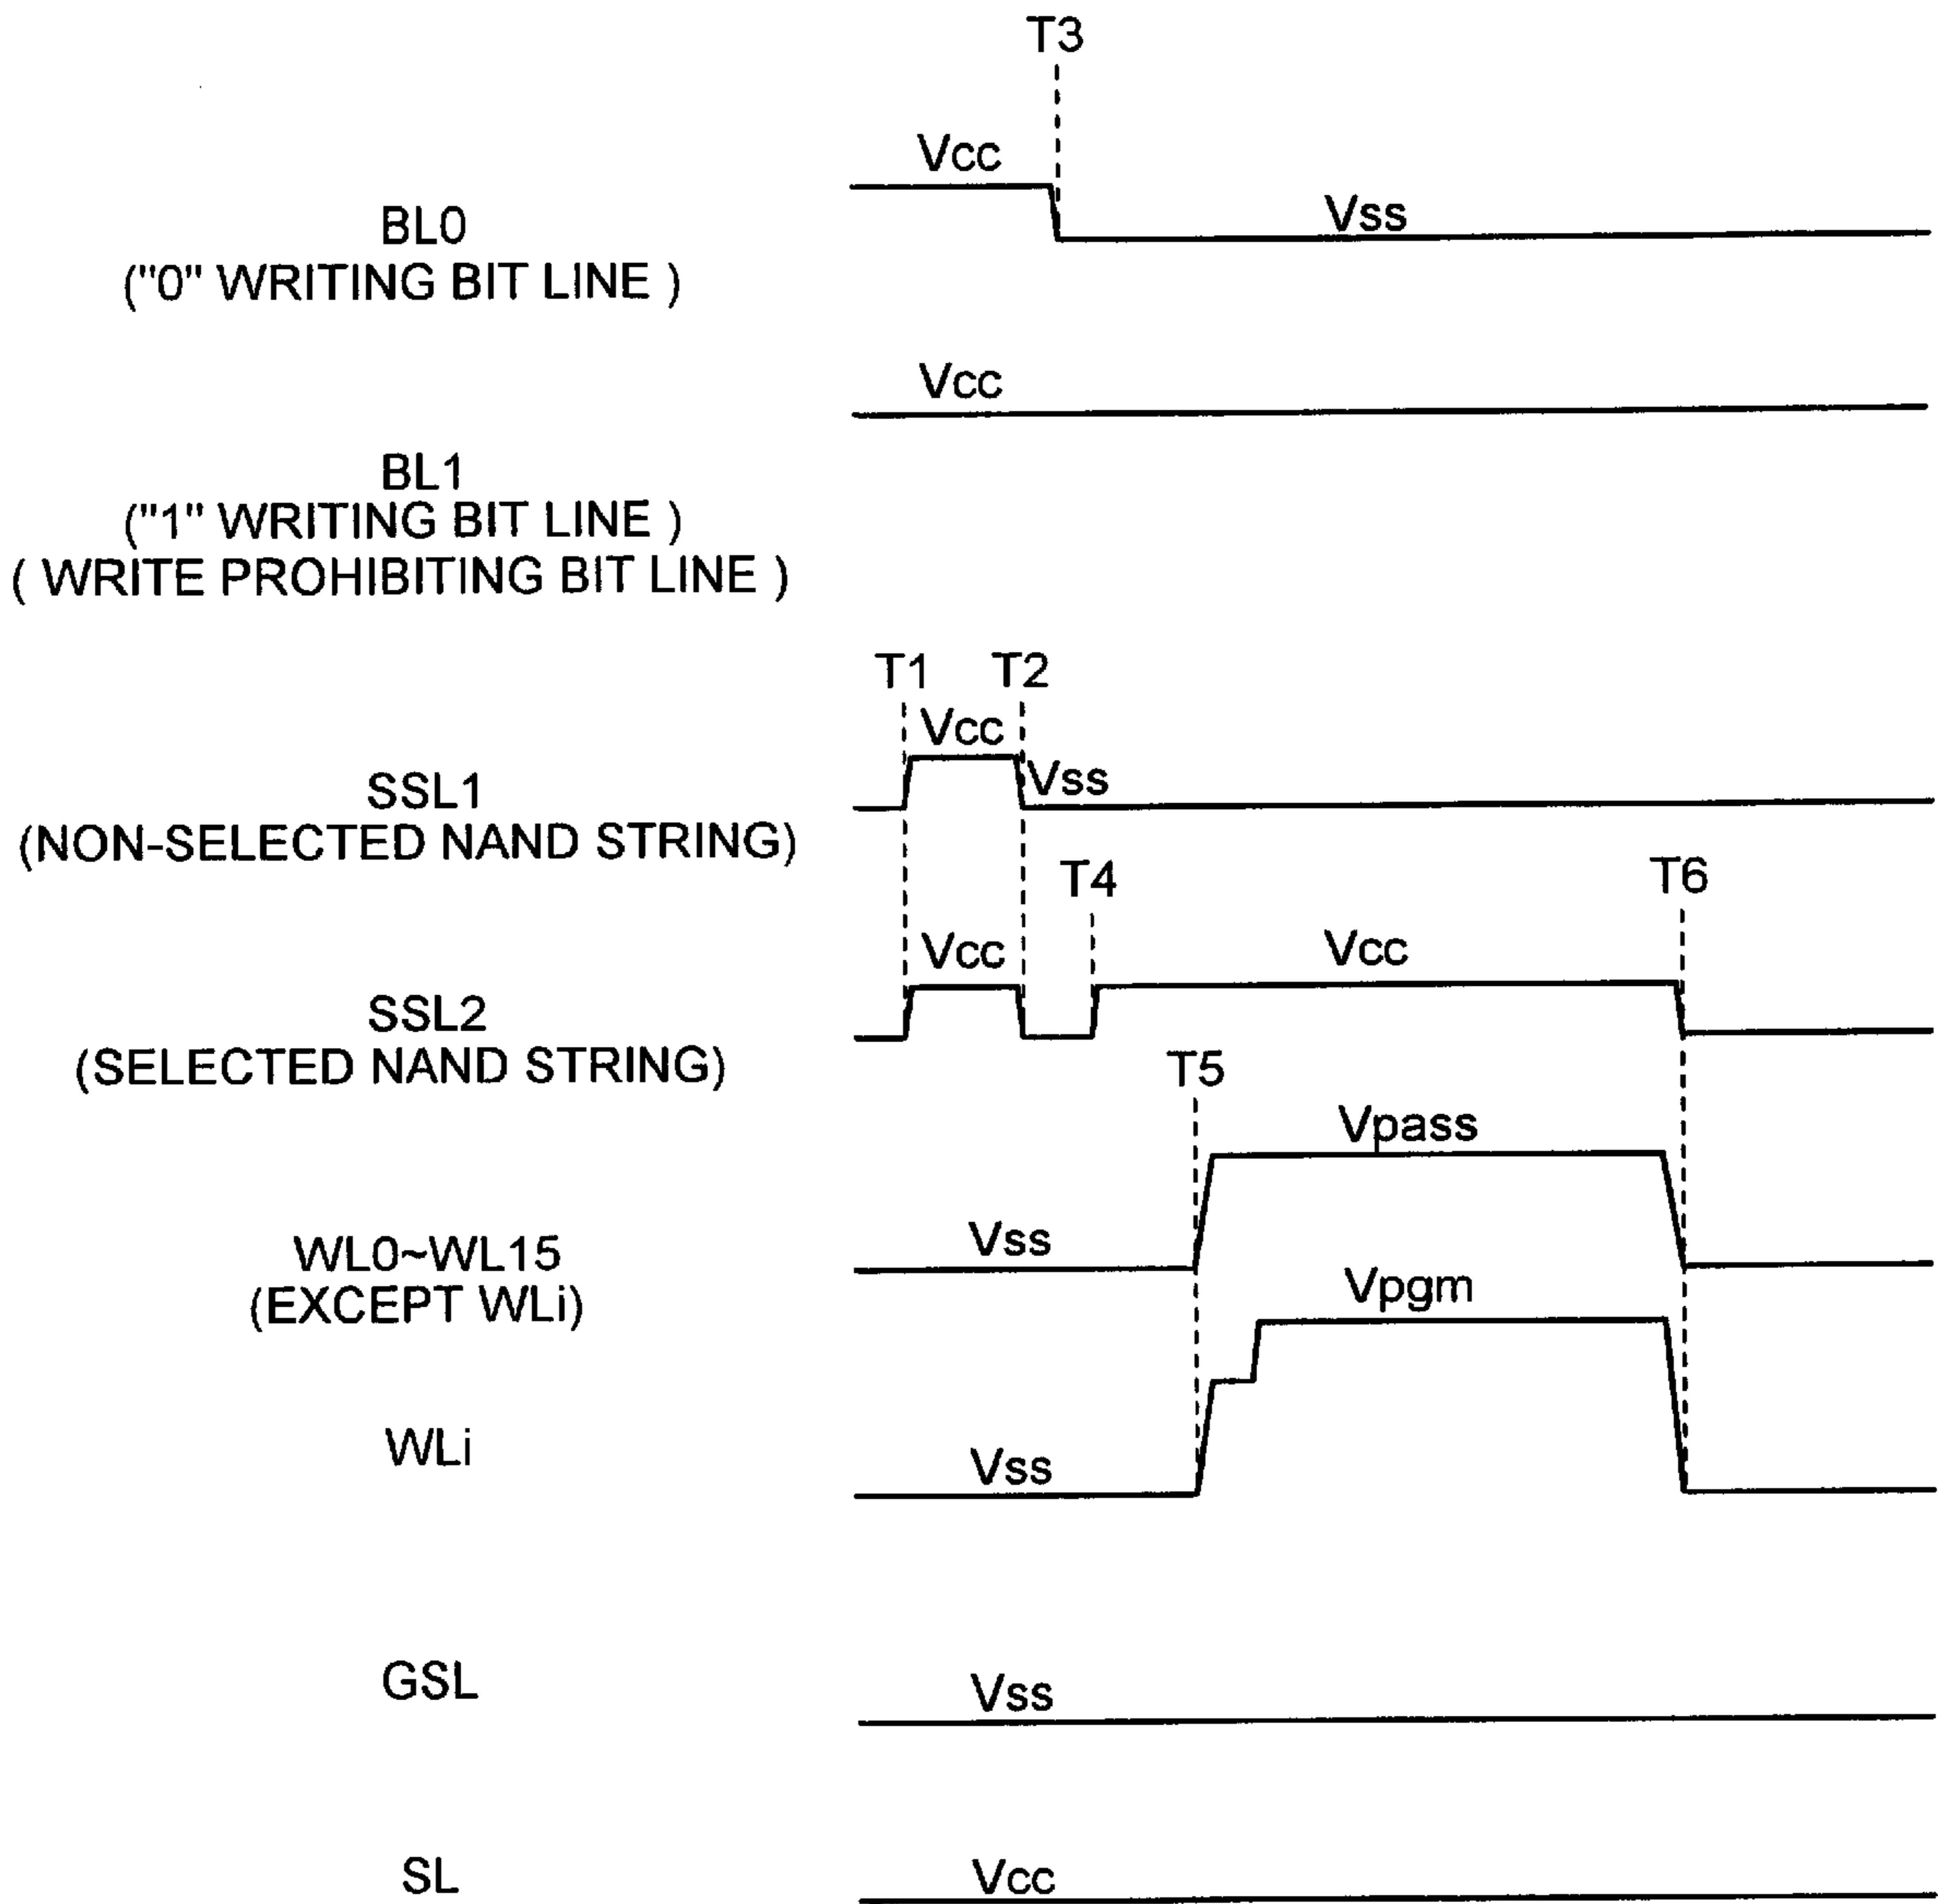 T3
Vcc
Vss
BL0
("0" WRITING BIT LINE )
Vcc
BL1
("1" WRITING BIT LINE )
( WRITE PROHIBITING BIT LINE )
T1 T2
Vcc
Vss
SSL1
(NON-SELECTED NAND STRING)
T4 T6
Vcc Vcc
SSL2
(SELECTED NAND STRING)
T5
Vpass
Vss
WL0~WL15
(EXCEPT WLi)
Vpgm
WLi
Vss
GSL
Vss
SL
Vcc